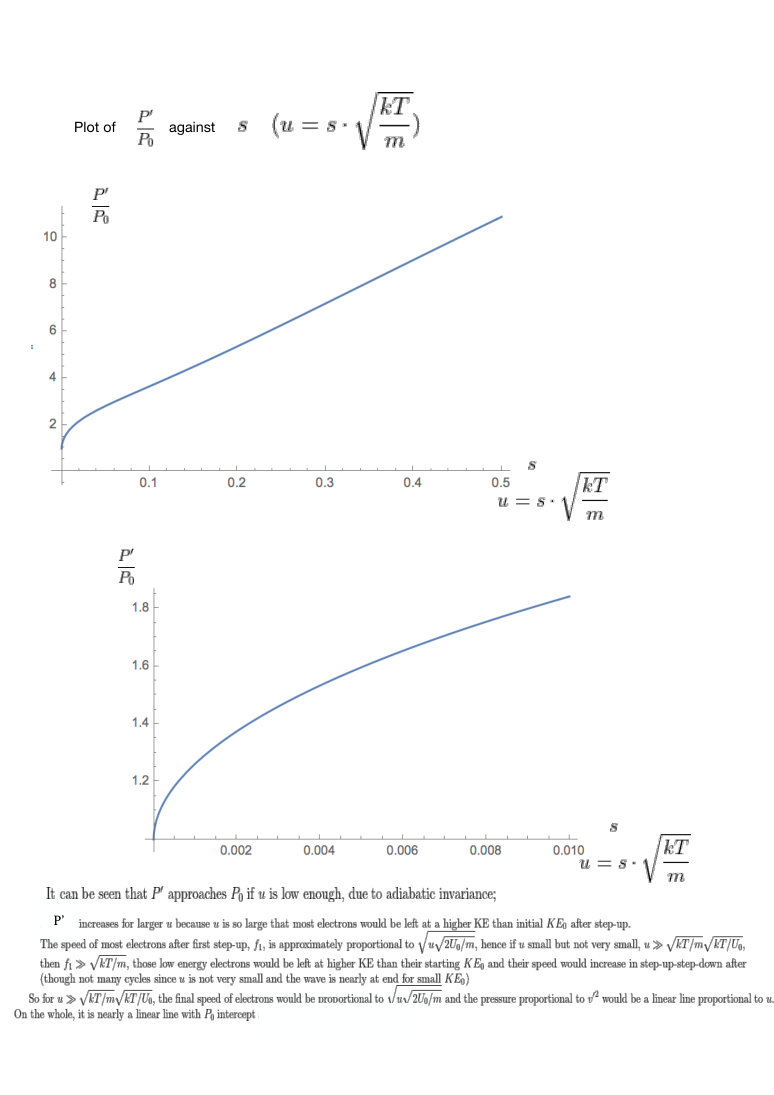 Plot of P′/P₀ against s (u = s · √(kT/m))
P′/P₀
10
8
6
4
2
0.1 0.2 0.3 0.4 0.5
s
u = s · √(kT/m)
P′/P₀
1.8
1.6
1.4
1.2
0.002 0.004 0.006 0.008 0.010
s
u = s · √(kT/m)
It can be seen that P′ approaches P₀ if u is low enough, due to adiabatic invariance;
P’ increases for larger u because u is so large that most electrons would be left at a higher KE than initial KE₀ after step-up.
The speed of most electrons after first step-up, f₁, is approximately proportional to √(u√(2U₀/m)), hence if u small but not very small, u ≫ √(kT/m)√(kT/U₀),
then f₁ ≫ √(kT/m), those low energy electrons would be left at higher KE than their starting KE₀ and their speed would increase in step-up-step-down after
(though not many cycles since u is not very small and the wave is nearly at end for small KE₀)
So for u ≫ √(kT/m)√(kT/U₀), the final speed of electrons would be proportional to √(u√(2U₀/m)) and the pressure proportional to v′² would be a linear line proportional to u.
On the whole, it is nearly a linear line with P₀ intercept